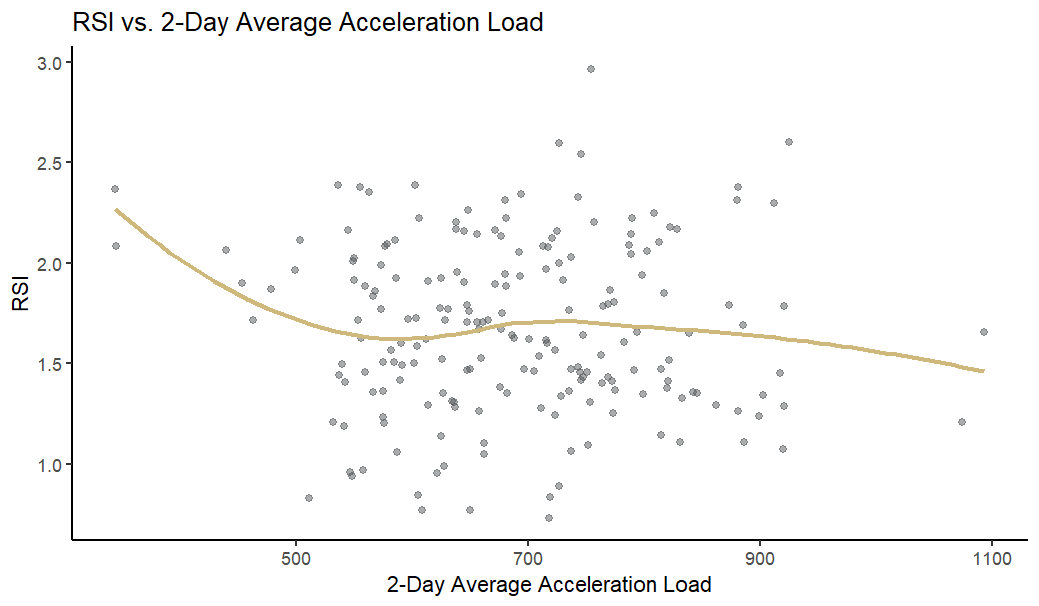 RSI vs. 2-Day Average Acceleration Load
3.0
2.5
2.0
1.5
1.0
RSI
500 700 900 1100
2-Day Average Acceleration Load